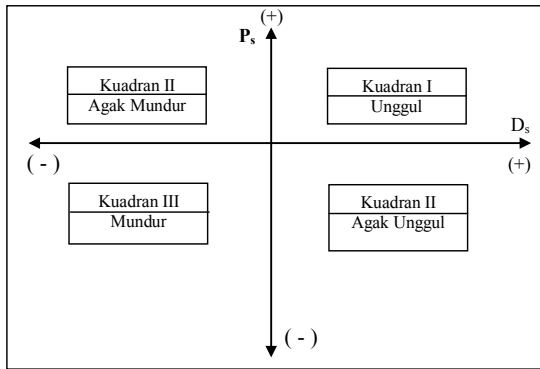 (+)
Ps
Kuadran II
Agak Mundur
Kuadran I
Unggul
Ds
( - )
(+)
Kuadran III
Mundur
Kuadran II
Agak Unggul
( - )